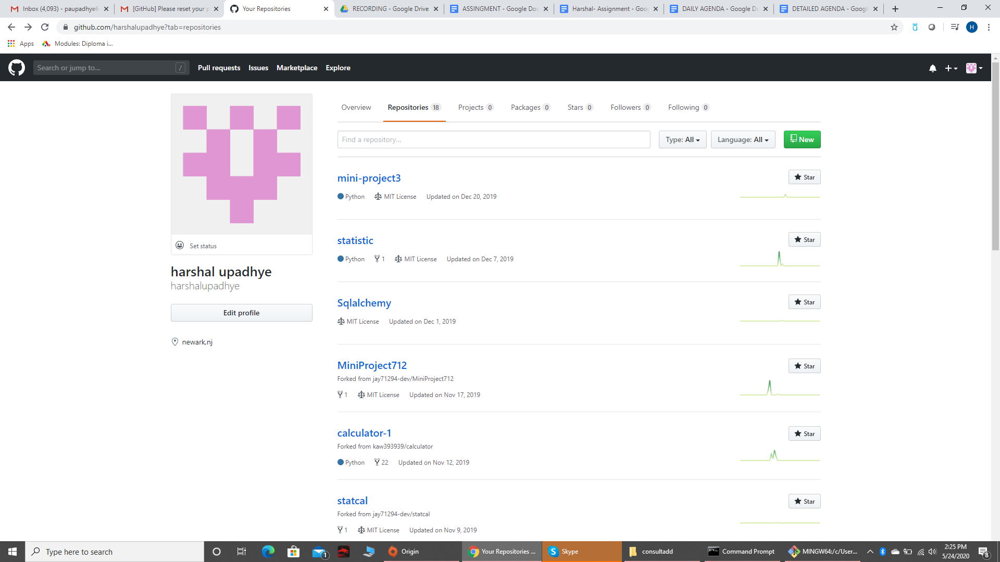 Inbox (4,093) - paupadhye6
[GitHub] Please reset your p
Your Repositories
RECORDING - Google Drive
ASSINGMENT - Google Doc
Harshal- Assignment - Goog
DAILY AGENDA - Google Do
DETAILED AGENDA - Googl
github.com/harshalupadhye?tab=repositories
H
Apps
Modules: Diploma i...
Search or jump to...
/
Pull requests
Issues
Marketplace
Explore
Overview
Repositories 18
Projects 0
Packages 0
Stars 0
Followers 0
Following 0
Find a repository...
Type: All
Language: All
New
Set status
harshal upadhye
harshalupadhye
Edit profile
newark,nj
mini-project3
Star
Python
MIT License
Updated on Dec 20, 2019
statistic
Star
Python
1
MIT License
Updated on Dec 7, 2019
Sqlalchemy
Star
MIT License
Updated on Dec 1, 2019
MiniProject712
Star
Forked from jay71294-dev/MiniProject712
1
MIT License
Updated on Nov 17, 2019
calculator-1
Star
Forked from kaw393939/calculator
Python
22
Updated on Nov 12, 2019
statcal
Star
Forked from jay71294-dev/statcal
1
MIT License
Updated on Nov 9, 2019
Type here to search
1
Origin
Your Repositories ...
Skype
consultadd
Command Prompt
MINGW64:/c/User...
2:25 PM
5/24/2020
8